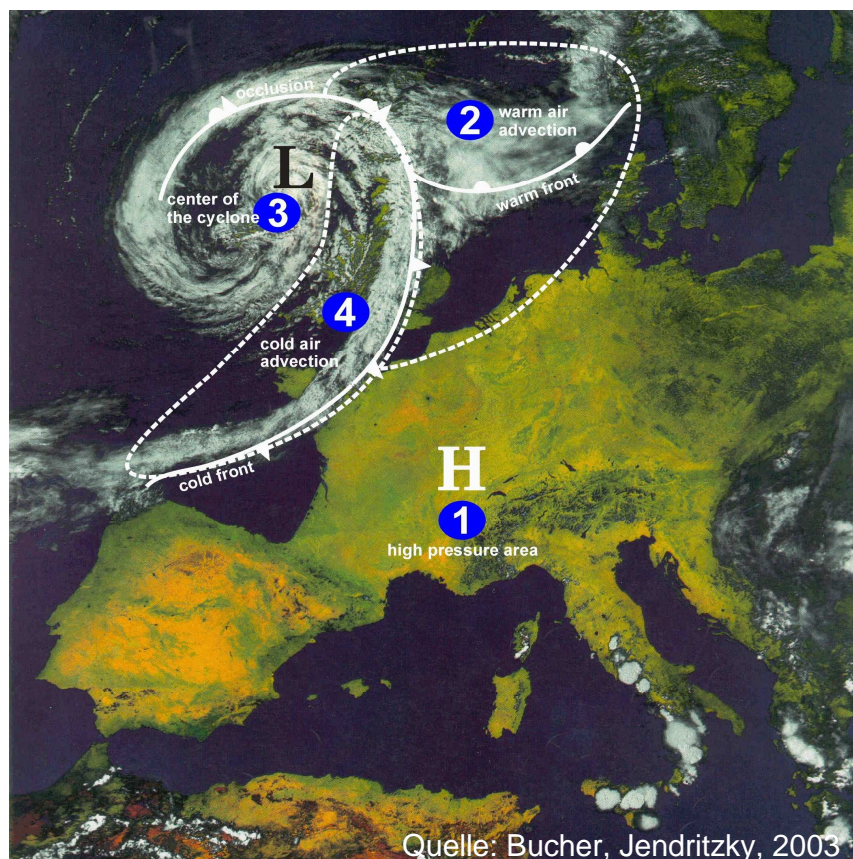 occlusion
2
warm air
advection
L
center of
the cyclone
3
warm front
4
cold air
advection
cold front
H
1
high pressure area
Quelle: Bucher, Jendritzky, 2003